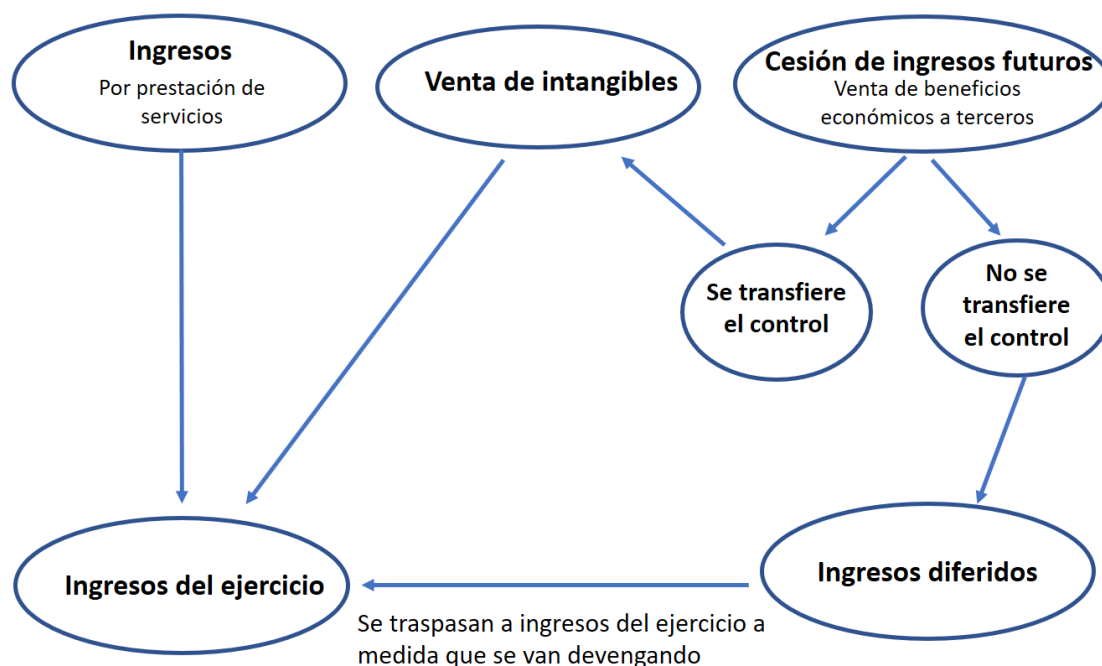 Ingresos
Por prestación de
servicios
Venta de intangibles
Cesión de ingresos futuros
Venta de beneficios
económicos a terceros
Se transfiere
el control
No se
transfiere
el control
Ingresos del ejercicio
Ingresos diferidos
Se traspasan a ingresos del ejercicio a
medida que se van devengando